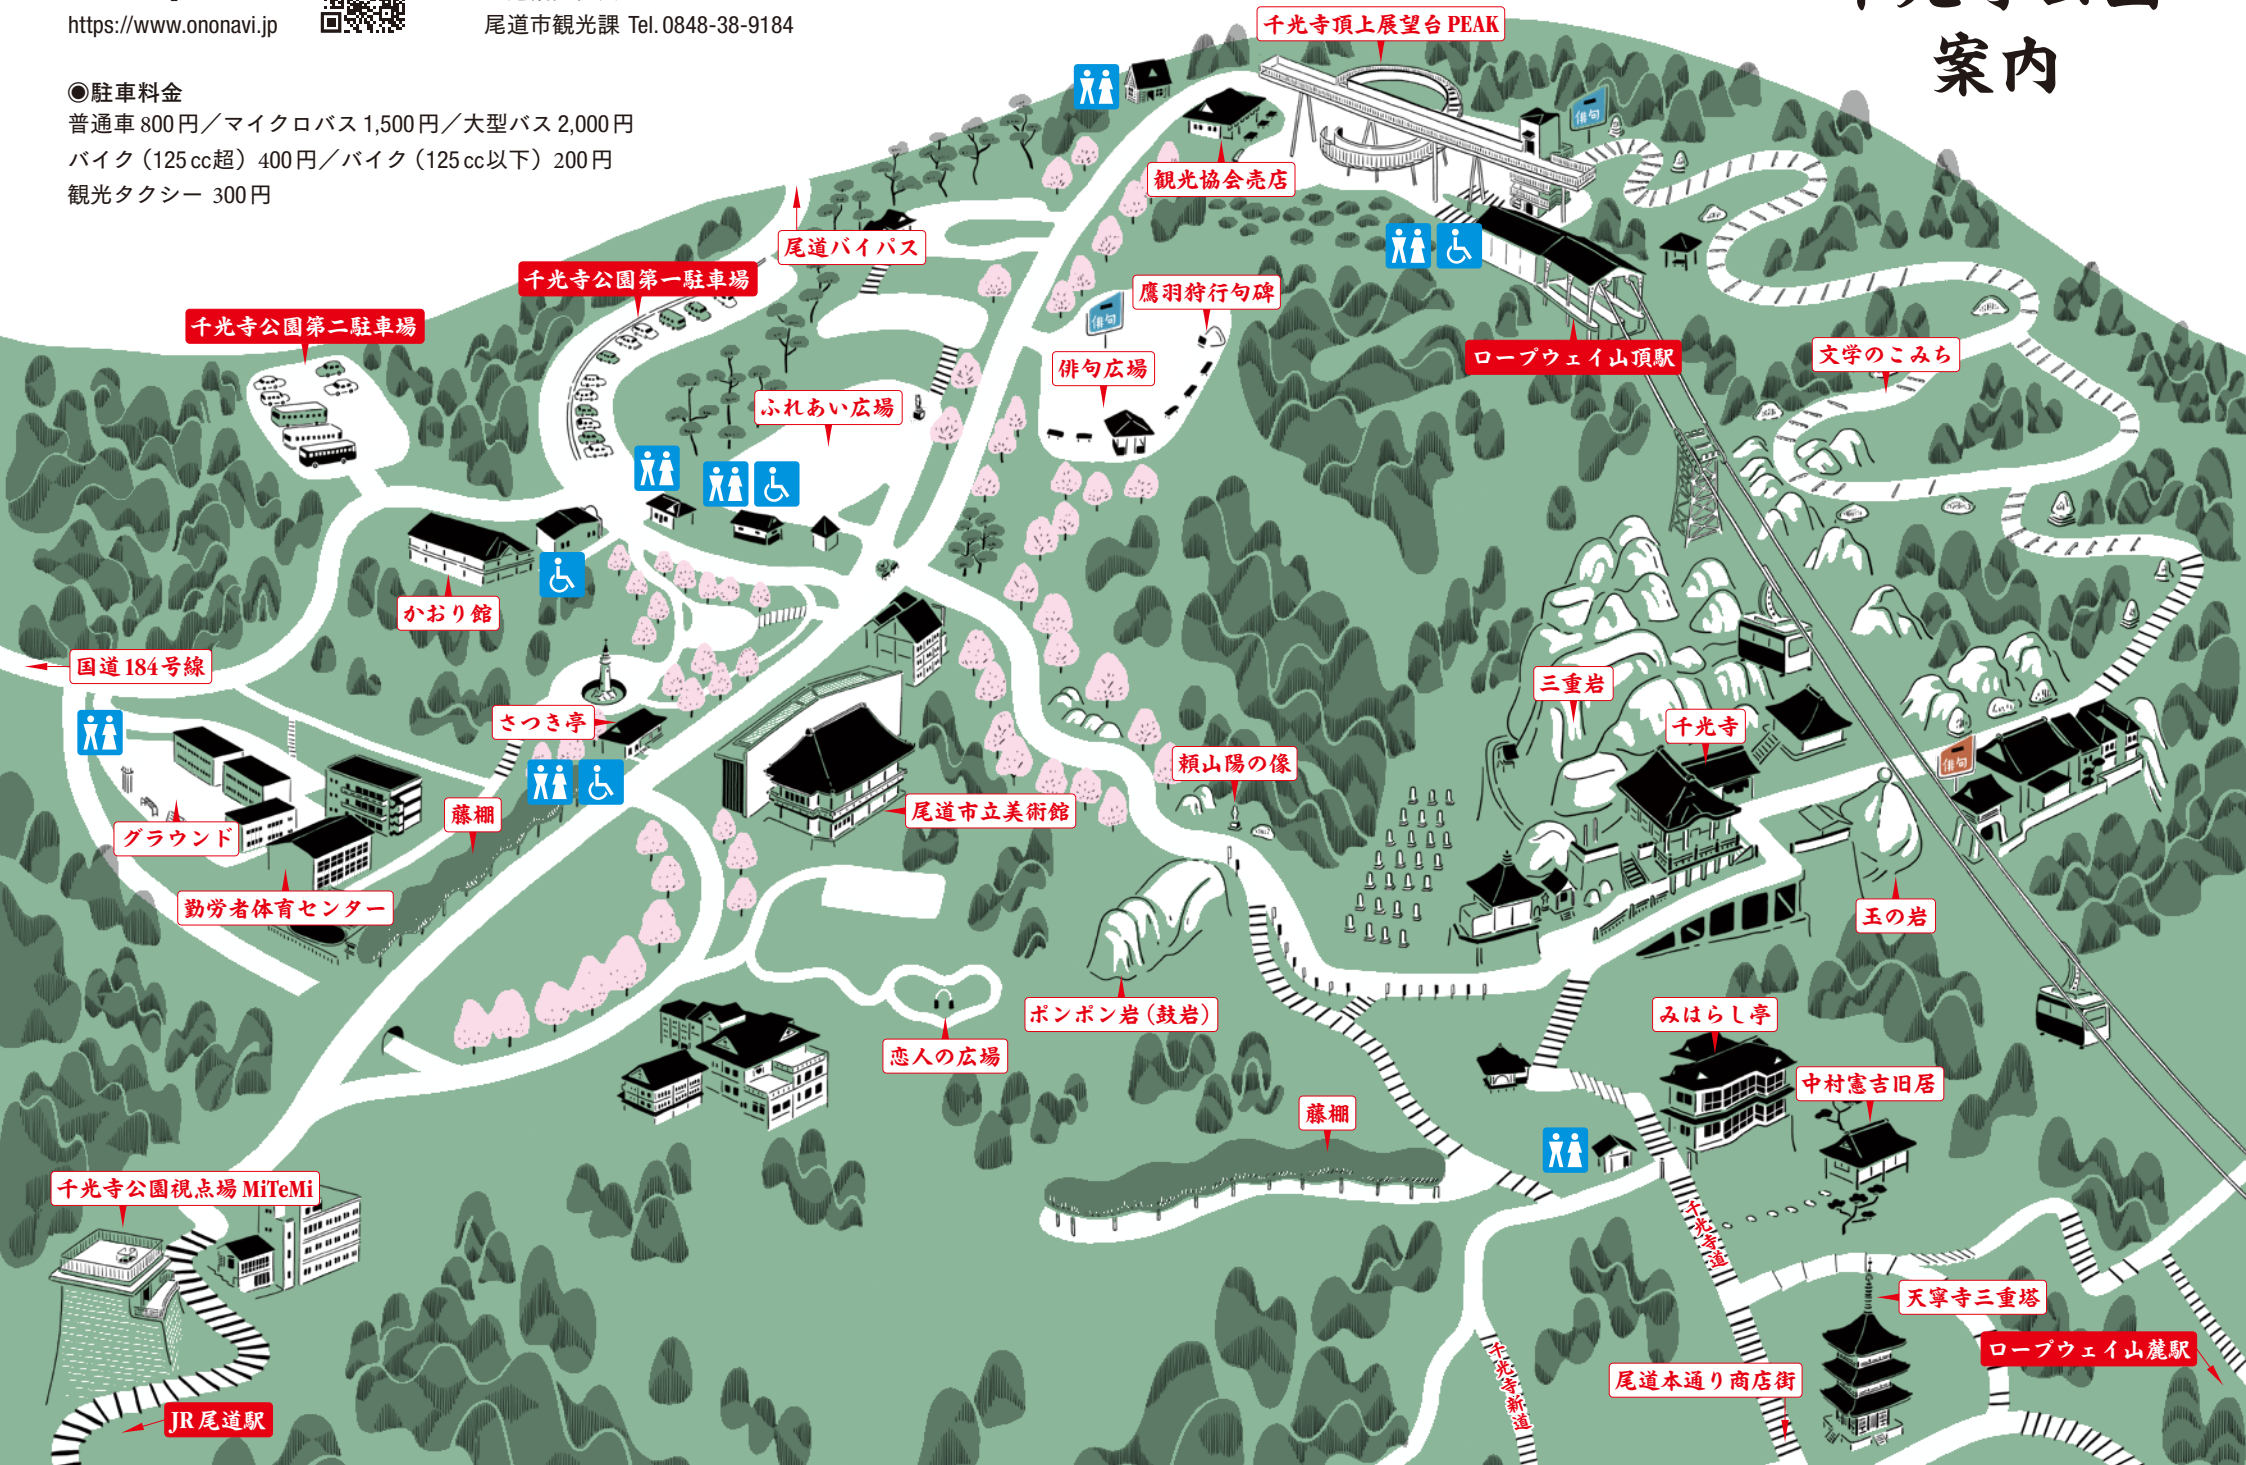 https://www.ononavi.jp
尾道市観光課 Tel.0848-38-9184
案内
◉駐車料金
普通車 800円／マイクロバス 1,500円／大型バス 2,000円
バイク（125cc超）400円／バイク（125cc以下）200円
観光タクシー 300円
千光寺頂上展望台 PEAK
俳句
観光協会売店
尾道バイパス
千光寺公園第一駐車場
鷹羽狩行句碑
俳句
千光寺公園第二駐車場
ロープウェイ山頂駅
文学のこみち
俳句広場
ふれあい広場
かおり館
国道184号線
三重岩
さつき亭
千光寺
頼山陽の像
俳句
藤棚
尾道市立美術館
グラウンド
勤労者体育センター
玉の岩
ポンポン岩（鼓岩）
みはらし亭
恋人の広場
中村憲吉旧居
藤棚
千光寺公園視点場 MiTeMi
千光寺道
天寧寺三重塔
ロープウェイ山麓駅
尾道本通り商店街
千光寺新道
JR尾道駅